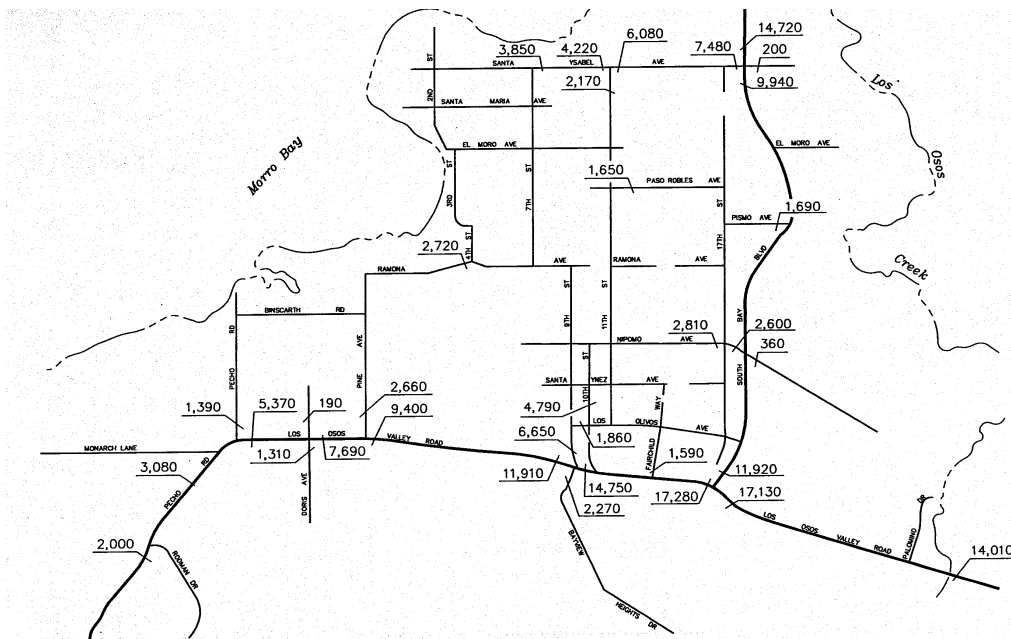 14,720
6,080
3,850
4,220
7,480
200
SANTA YSABEL AVE
2,170
9,940
2ND ST
SANTA MARIA AVE
Los
Osos
Creek
EL MORO AVE
EL MORO AVE
Morro Bay
1,650
PASO ROBLES AVE
3RD ST
7TH ST
17TH ST
1,690
PISMO AVE
4TH ST
2,720
RAMONA AVE
RAMONA AVE
SOUTH BAY BLVD
BINSCARTH RD
9TH ST
11TH ST
2,810
2,600
NIPOMO AVE
360
PECHO RD
PINE AVE
10TH ST
SANTA YNEZ AVE
2,660
5,370
190
9,400
1,390
4,790
FAIRCHILD WAY
LOS OLIVOS AVE
LOS OSOS VALLEY ROAD
6,650
1,860
MONARCH LANE
1,310
7,690
3,080
11,910
1,590
11,920
14,750
17,280
17,130
PECHO RD
DORIS AVE
2,270
LOS OSOS VALLEY ROAD
PALOMINO DR
BAYVIEW HEIGHTS DR
2,000
RODMAN DR
14,010